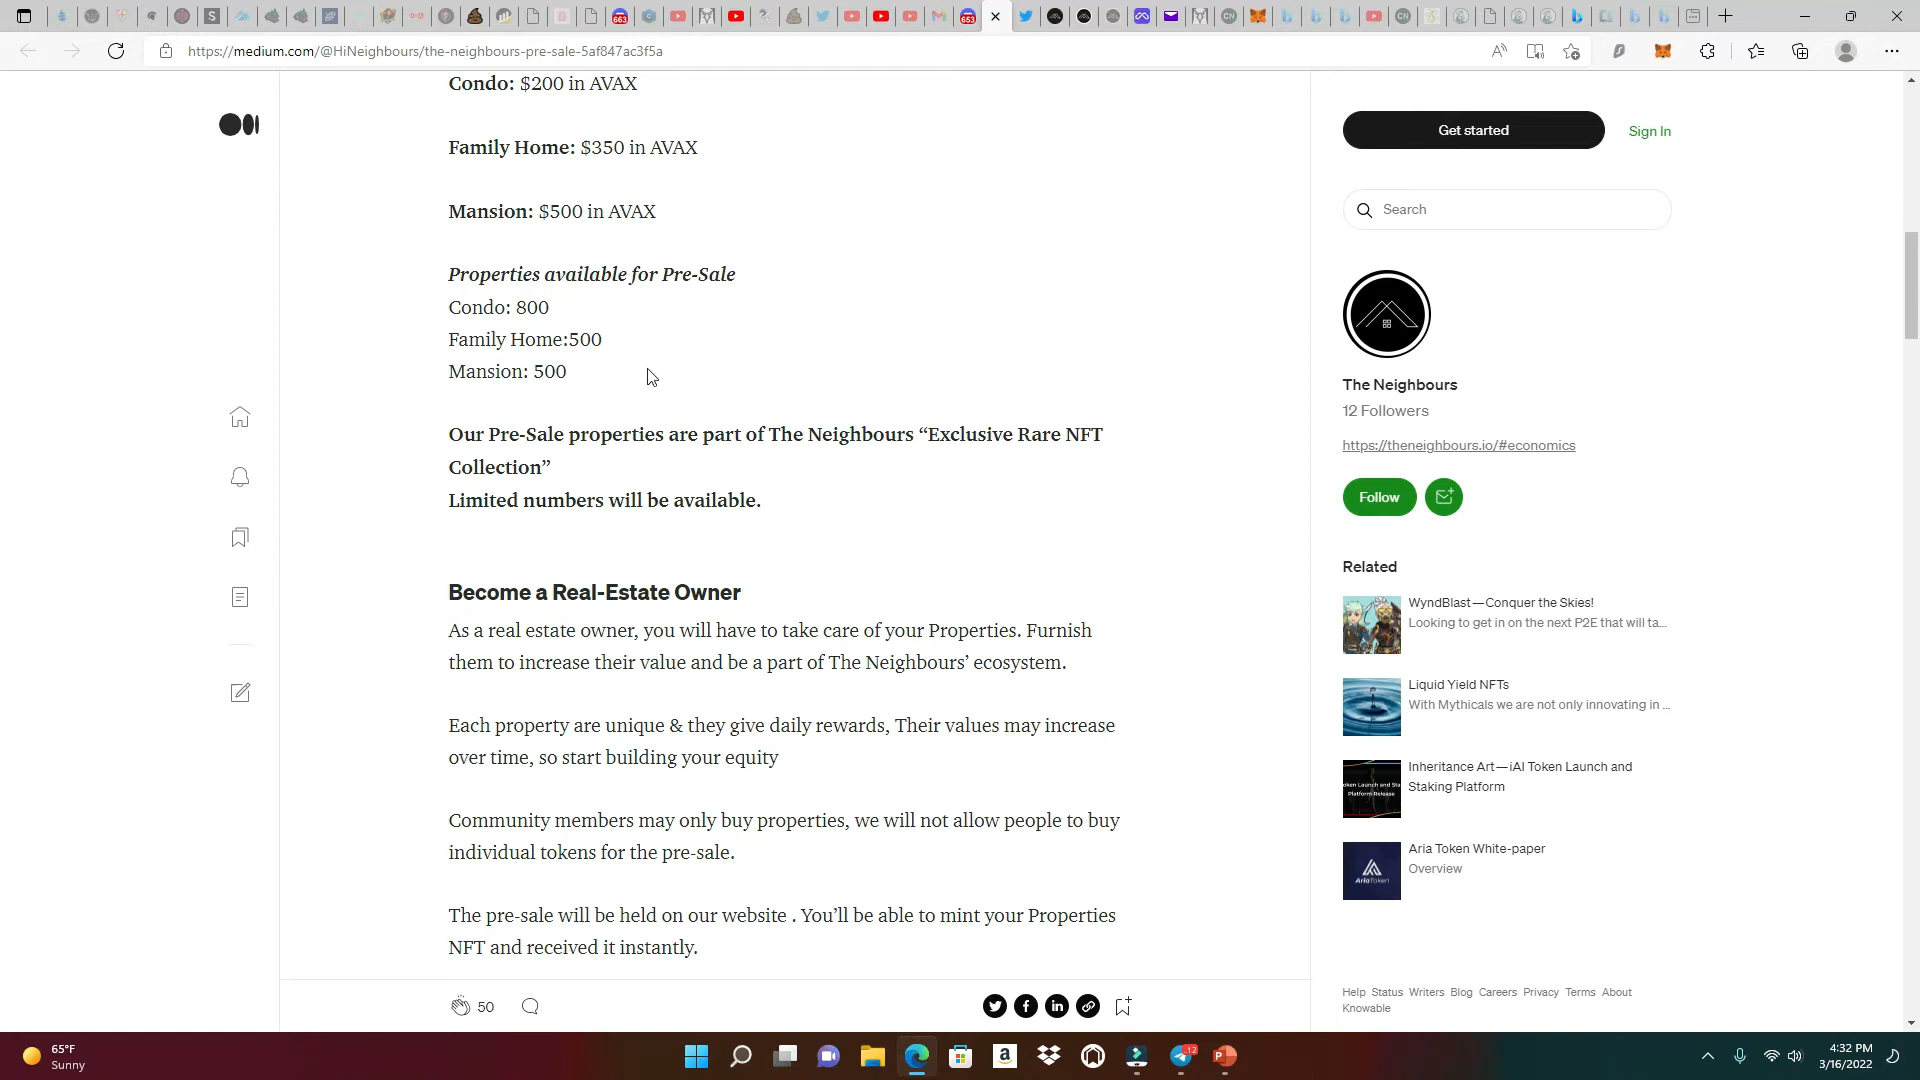 https://medium.com/@HiNeighbours/the-neighbours-pre-sale-5af847ac3f5a
Condo: $200 in AVAX
Family Home: $350 in AVAX
Mansion: $500 in AVAX
Properties available for Pre-Sale
Condo: 800
Family Home:500
Mansion: 500
Our Pre-Sale properties are part of The Neighbours “Exclusive Rare NFT
Collection”
Limited numbers will be available.
Become a Real-Estate Owner
As a real estate owner, you will have to take care of your Properties. Furnish
them to increase their value and be a part of The Neighbours’ ecosystem.
Each property are unique & they give daily rewards, Their values may increase
over time, so start building your equity
Community members may only buy properties, we will not allow people to buy
individual tokens for the pre-sale.
The pre-sale will be held on our website . You’ll be able to mint your Properties
NFT and received it instantly.
50
Get started
Sign In
Search
The Neighbours
12 Followers
https://theneighbours.io/#economics
Follow
Related
WyndBlast—Conquer the Skies!
Looking to get in on the next P2E that will ta...
Liquid Yield NFTs
With Mythicals we are not only innovating in ...
Inheritance Art—iAI Token Launch and
Staking Platform
Aria Token White-paper
Overview
Help Status Writers Blog Careers Privacy Terms About
Knowable
65°F
Sunny
12
4:32 PM
3/16/2022